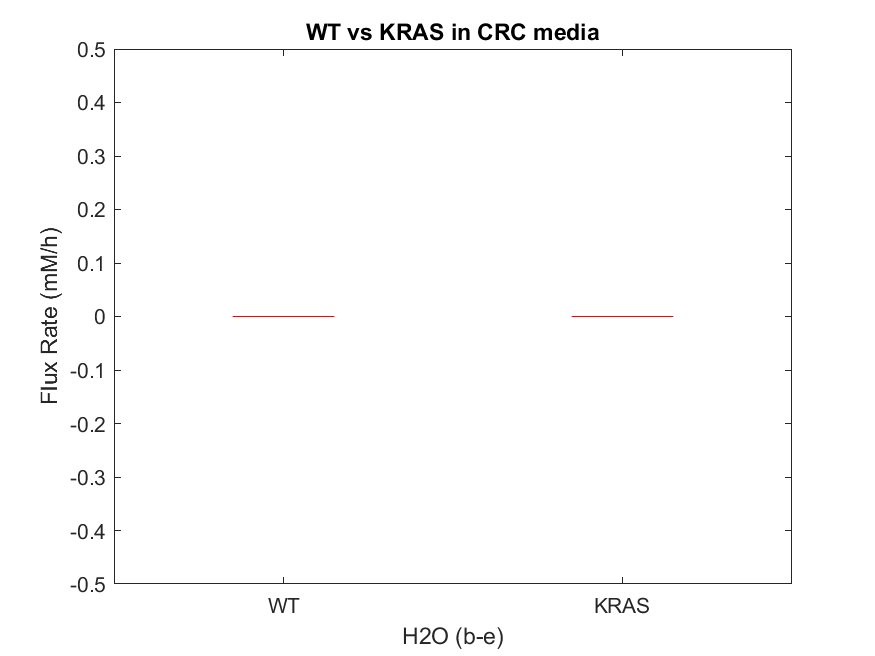 WT vs KRAS in CRC media
0.5
0.4
0.3
0.2
0.1
0
-0.1
-0.2
-0.3
-0.4
-0.5
Flux Rate (mM/h)
WT
KRAS
H2O (b-e)